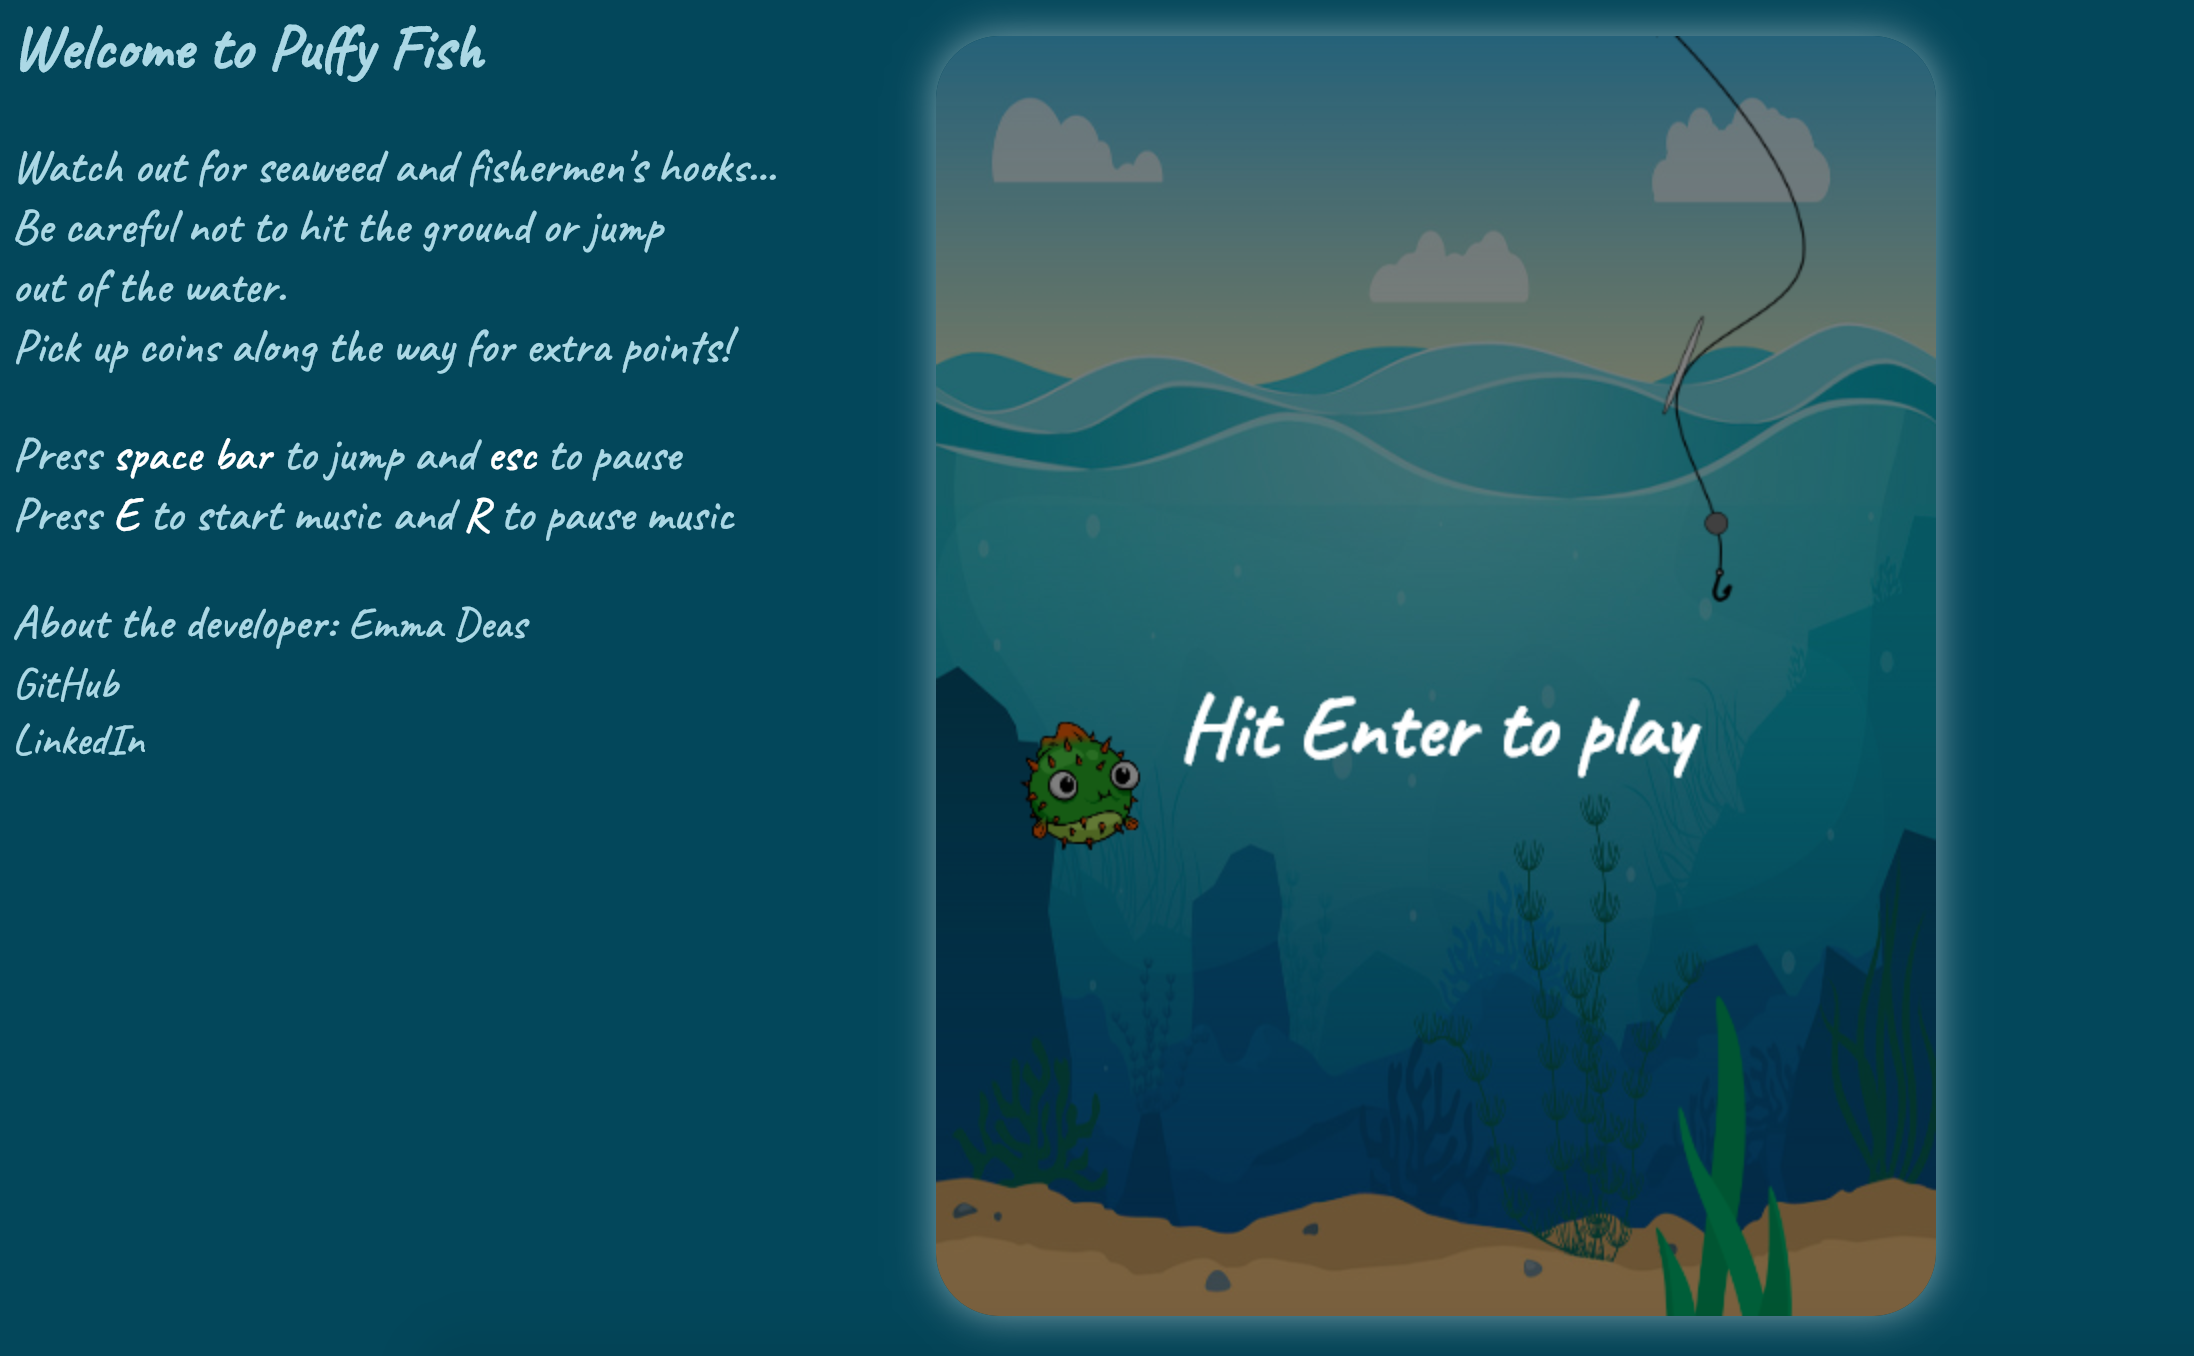 Welcome to Puffy Fish
Watch out for seaweed and fishermen's hooks...
Be careful not to hit the ground or jump
out of the water.
Pick up coins along the way for extra points!
Press space bar to jump and esc to pause
Press E to start music and R to pause music
About the developer: Emma Deas
GitHub
LinkedIn
Hit Enter to play